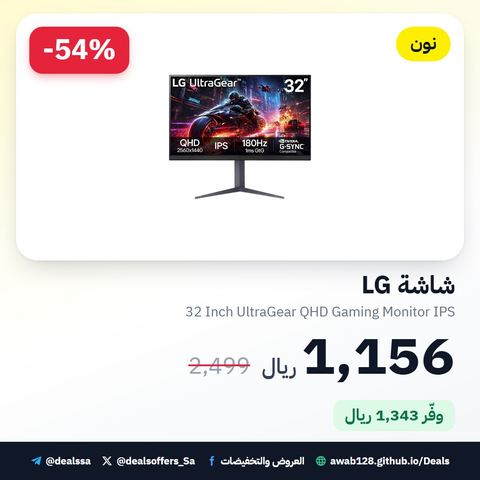 -54%
نون
LG UltraGear™
32"
QHD
2560x1440
IPS
180Hz
1ms GtG
NVIDIA
G-SYNC
Compatible
شاشة LG
32 Inch UltraGear QHD Gaming Monitor IPS
1,156 ريال 2,499
وفّر 1,343 ريال
@dealssa @dealsoffers_Sa العروض والتخفيضات awab128.github.io/Deals